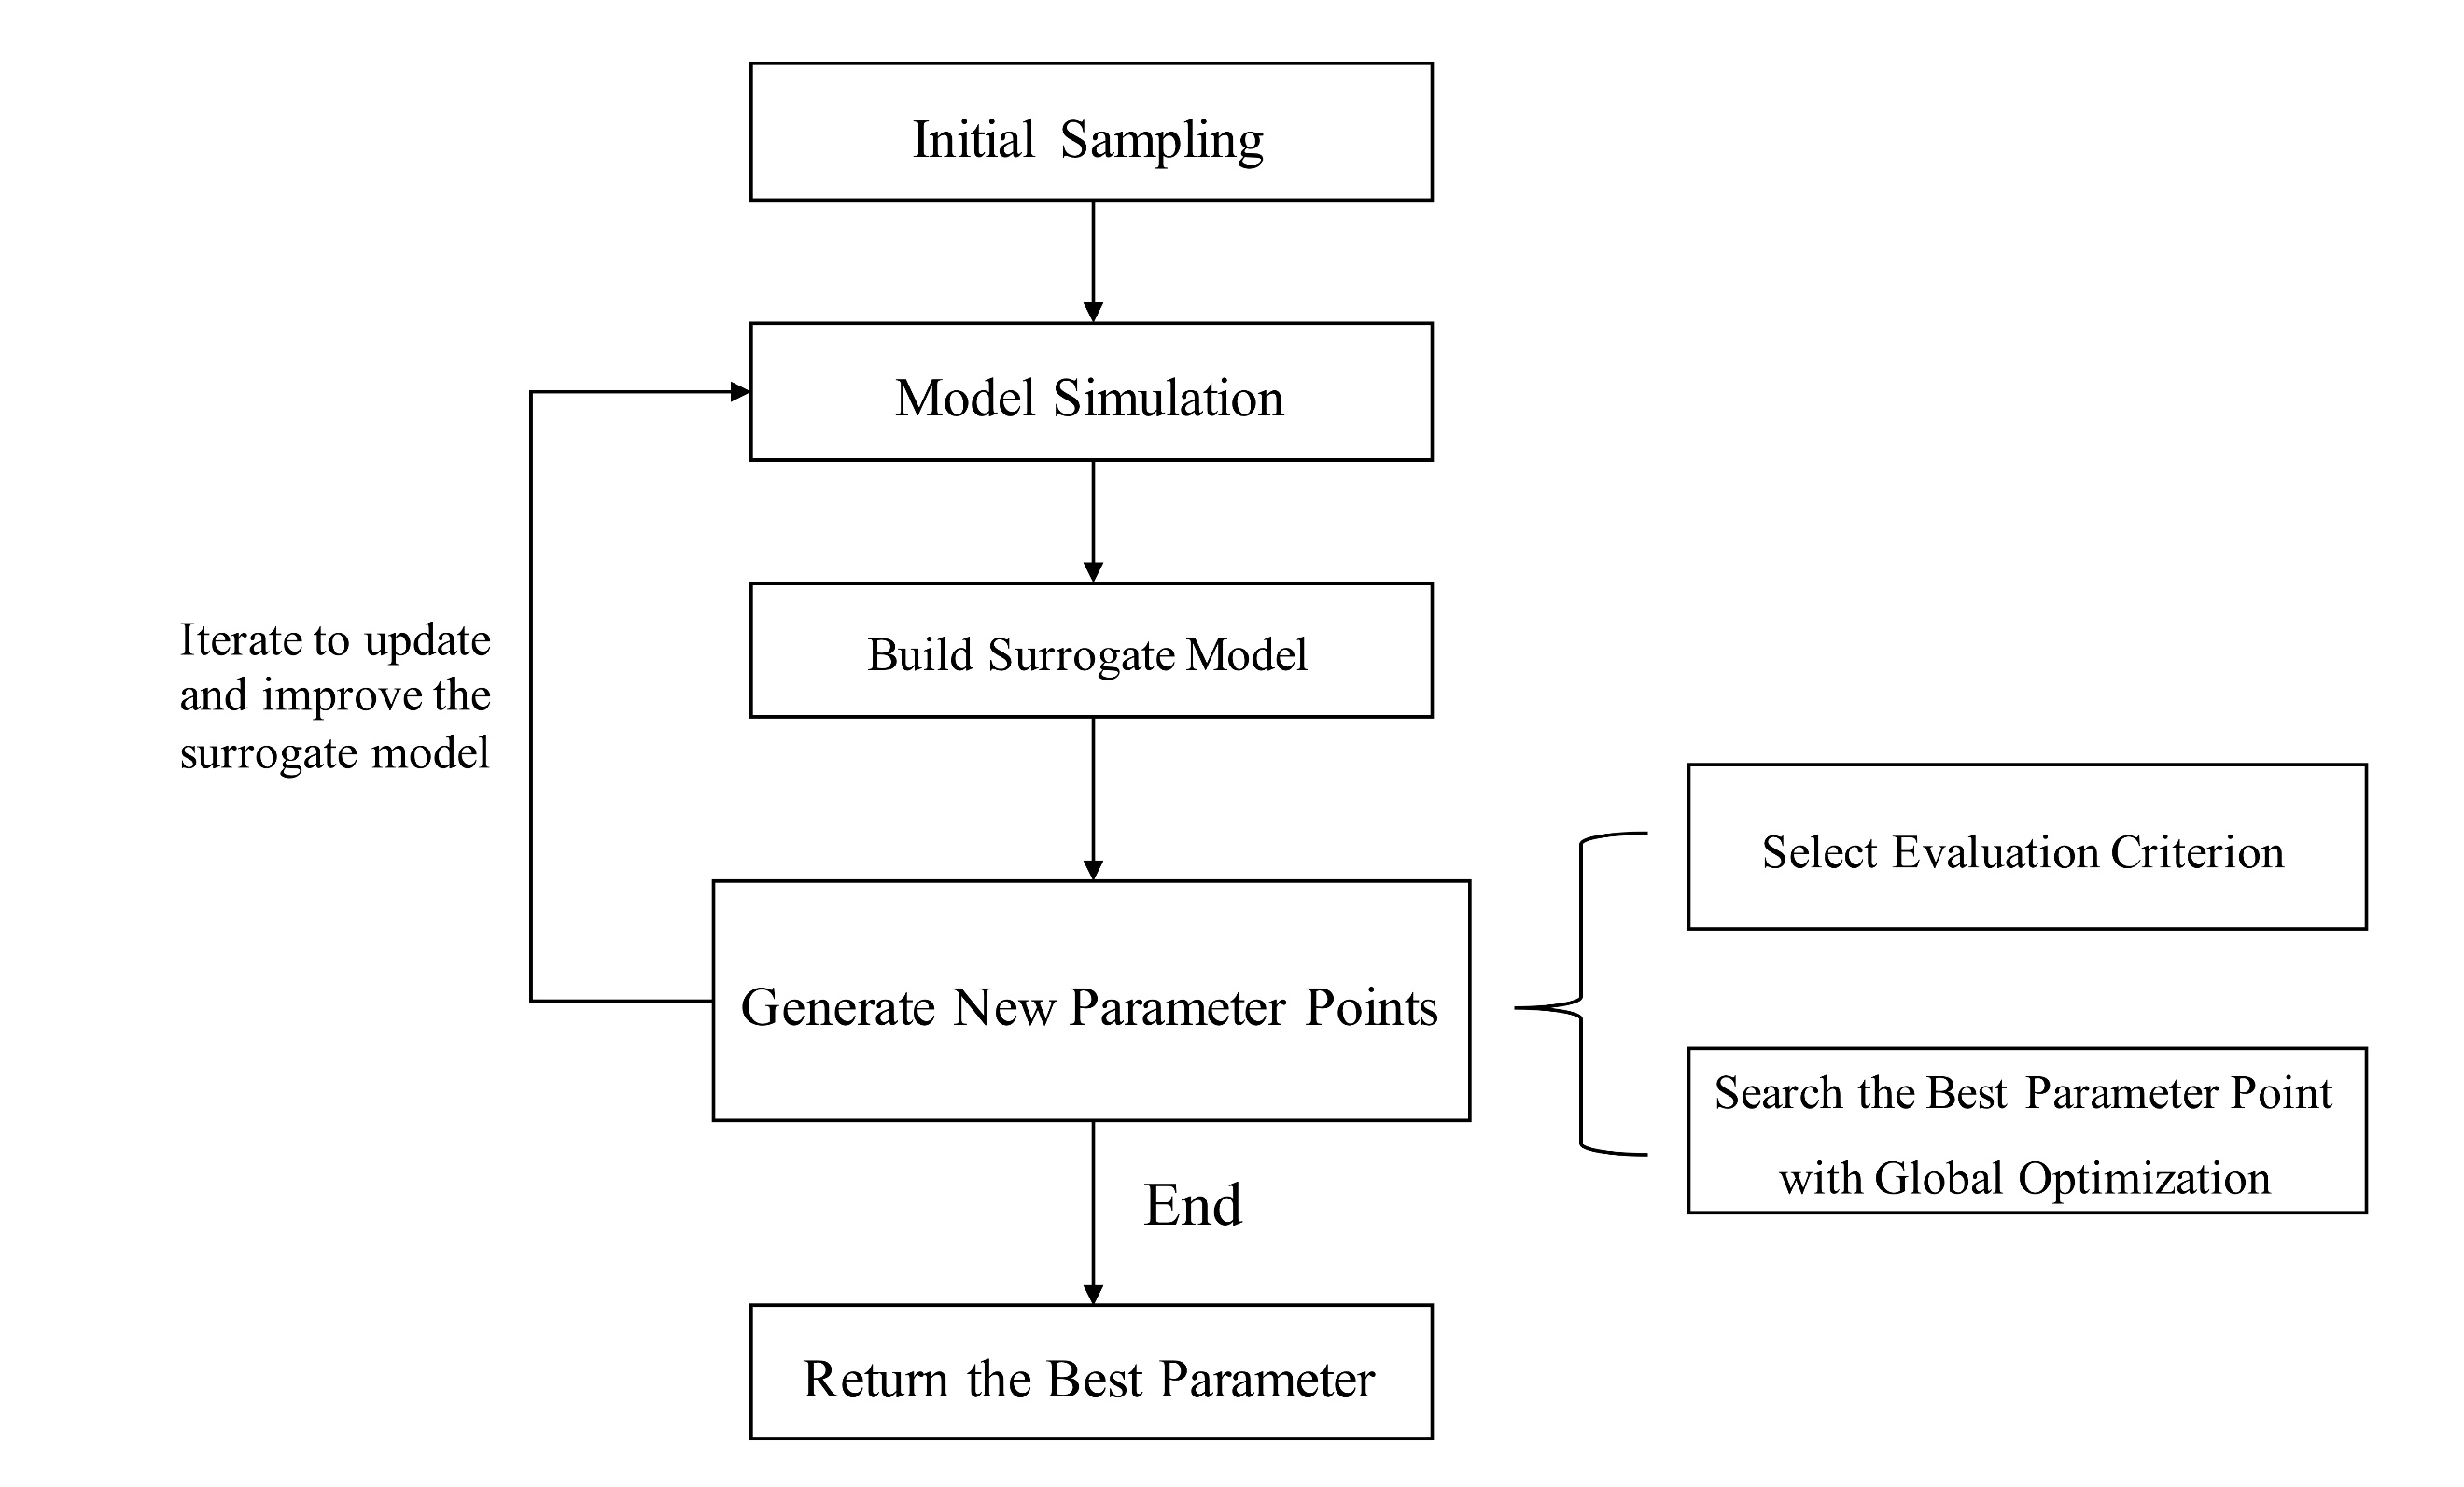 Initial Sampling
Model Simulation
Build Surrogate Model
Iterate to update
and improve the
surrogate model
Generate New Parameter Points
Select Evaluation Criterion
Search the Best Parameter Point
with Global Optimization
End
Return the Best Parameter